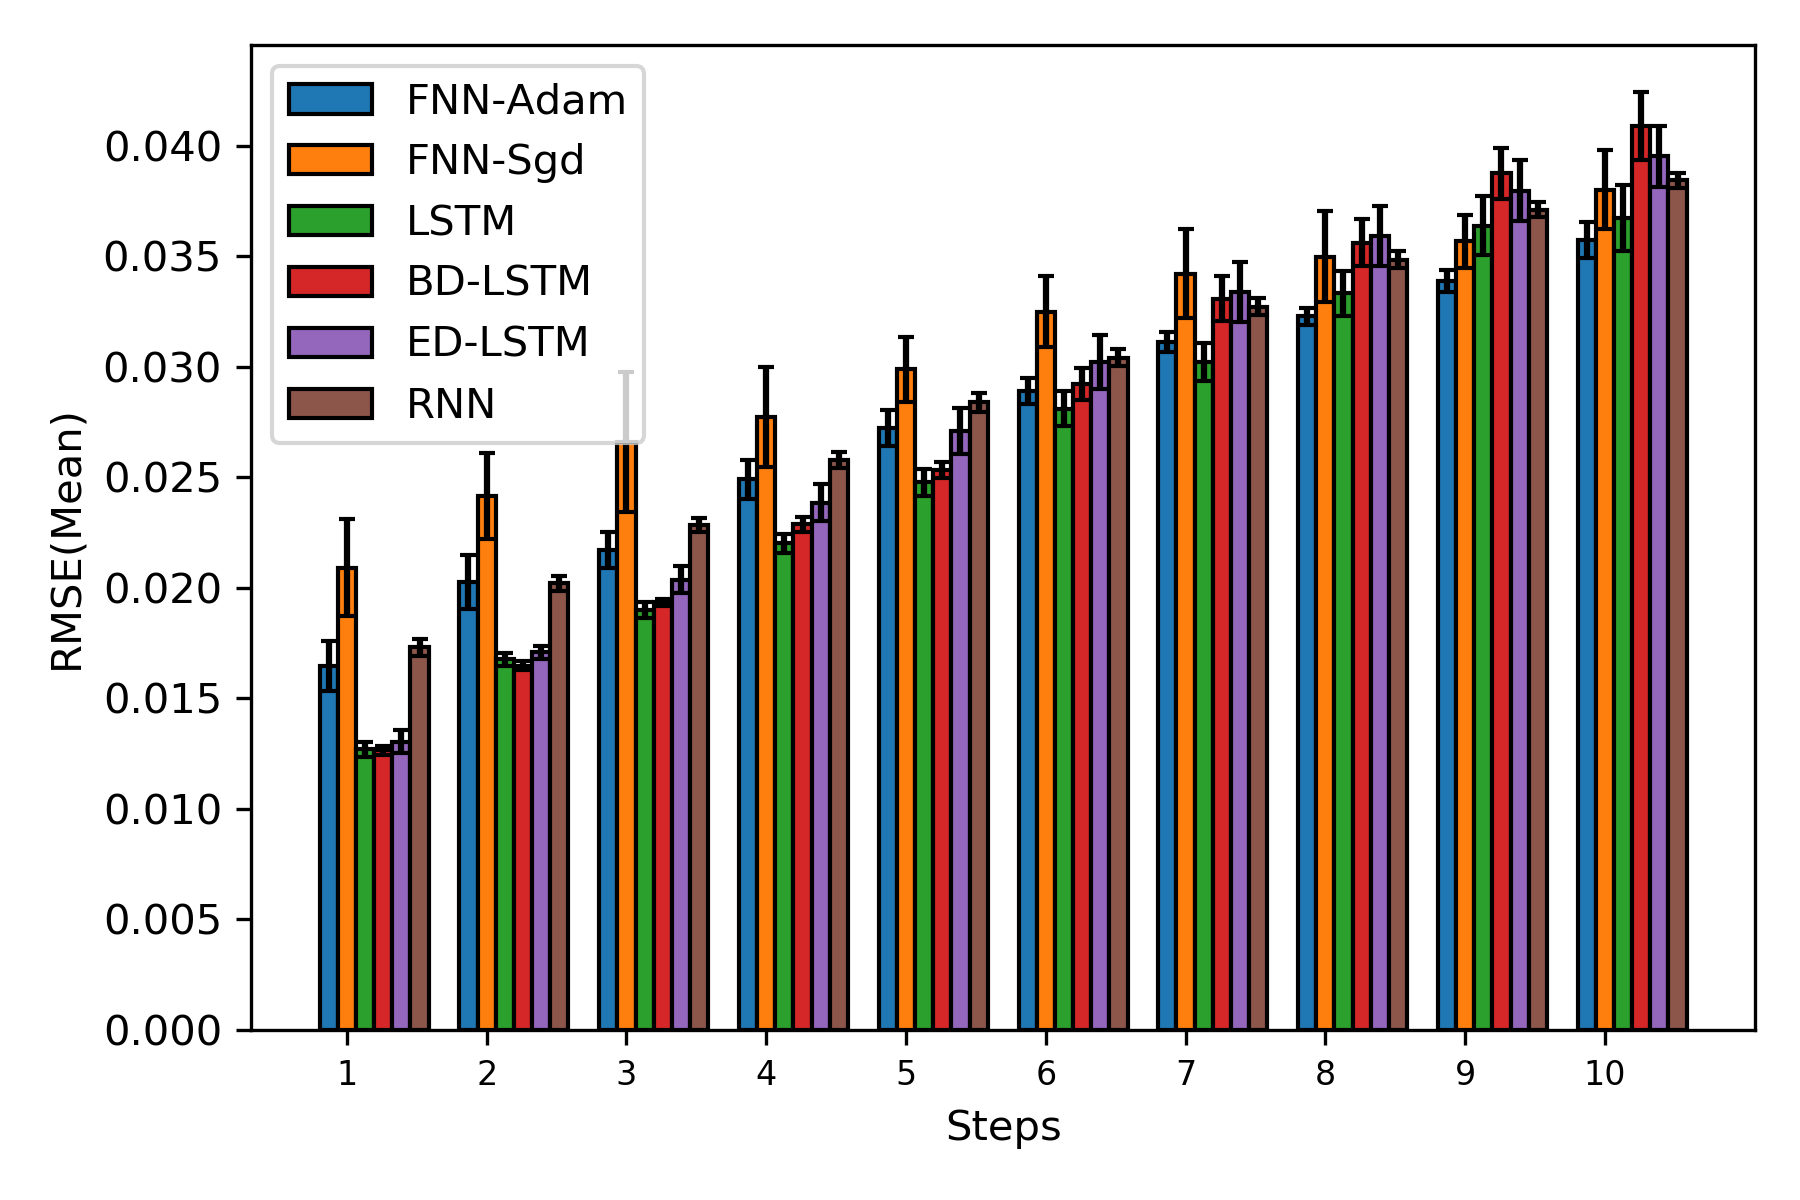 FNN-Adam
FNN-Sgd
LSTM
BD-LSTM
ED-LSTM
RNN
RMSE(Mean)
0.040
0.035
0.030
0.025
0.020
0.015
0.010
0.005
0.000
1 2 3 4 5 6 7 8 9 10
Steps